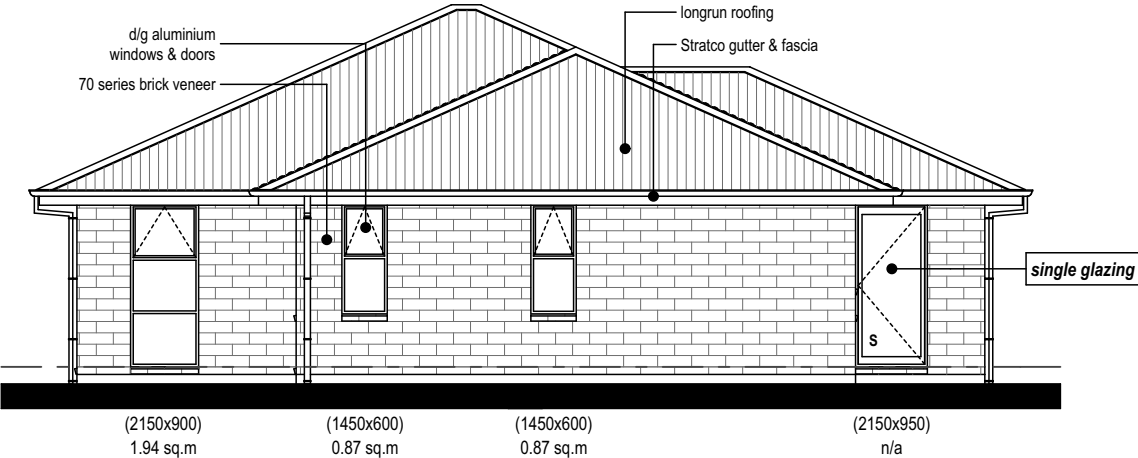 longrun roofing
d/g aluminium
windows & doors
Stratco gutter & fascia
70 series brick veneer
single glazing
S
(2150x900)
1.94 sq.m
(1450x600)
0.87 sq.m
(1450x600)
0.87 sq.m
(2150x950)
n/a